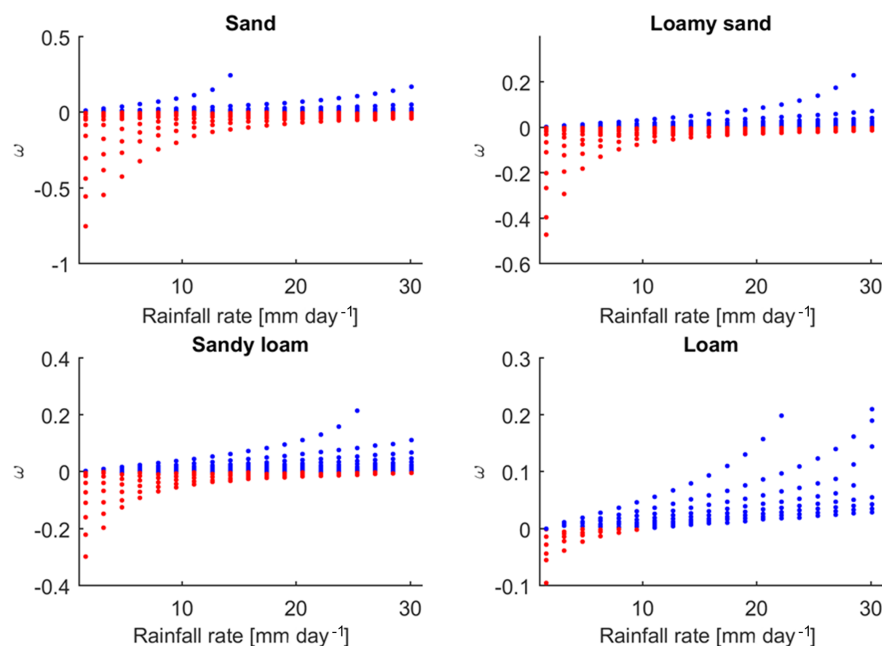 Sand
0.5
0
-0.5
-1
ω
10
20
30
Rainfall rate [mm day-1]
Loamy sand
0.2
0
-0.2
-0.4
-0.6
ω
10
20
30
Rainfall rate [mm day-1]
Sandy loam
0.4
0.2
0
-0.2
-0.4
ω
10
20
30
Rainfall rate [mm day-1]
Loam
0.3
0.2
0.1
0
-0.1
ω
10
20
30
Rainfall rate [mm day-1]